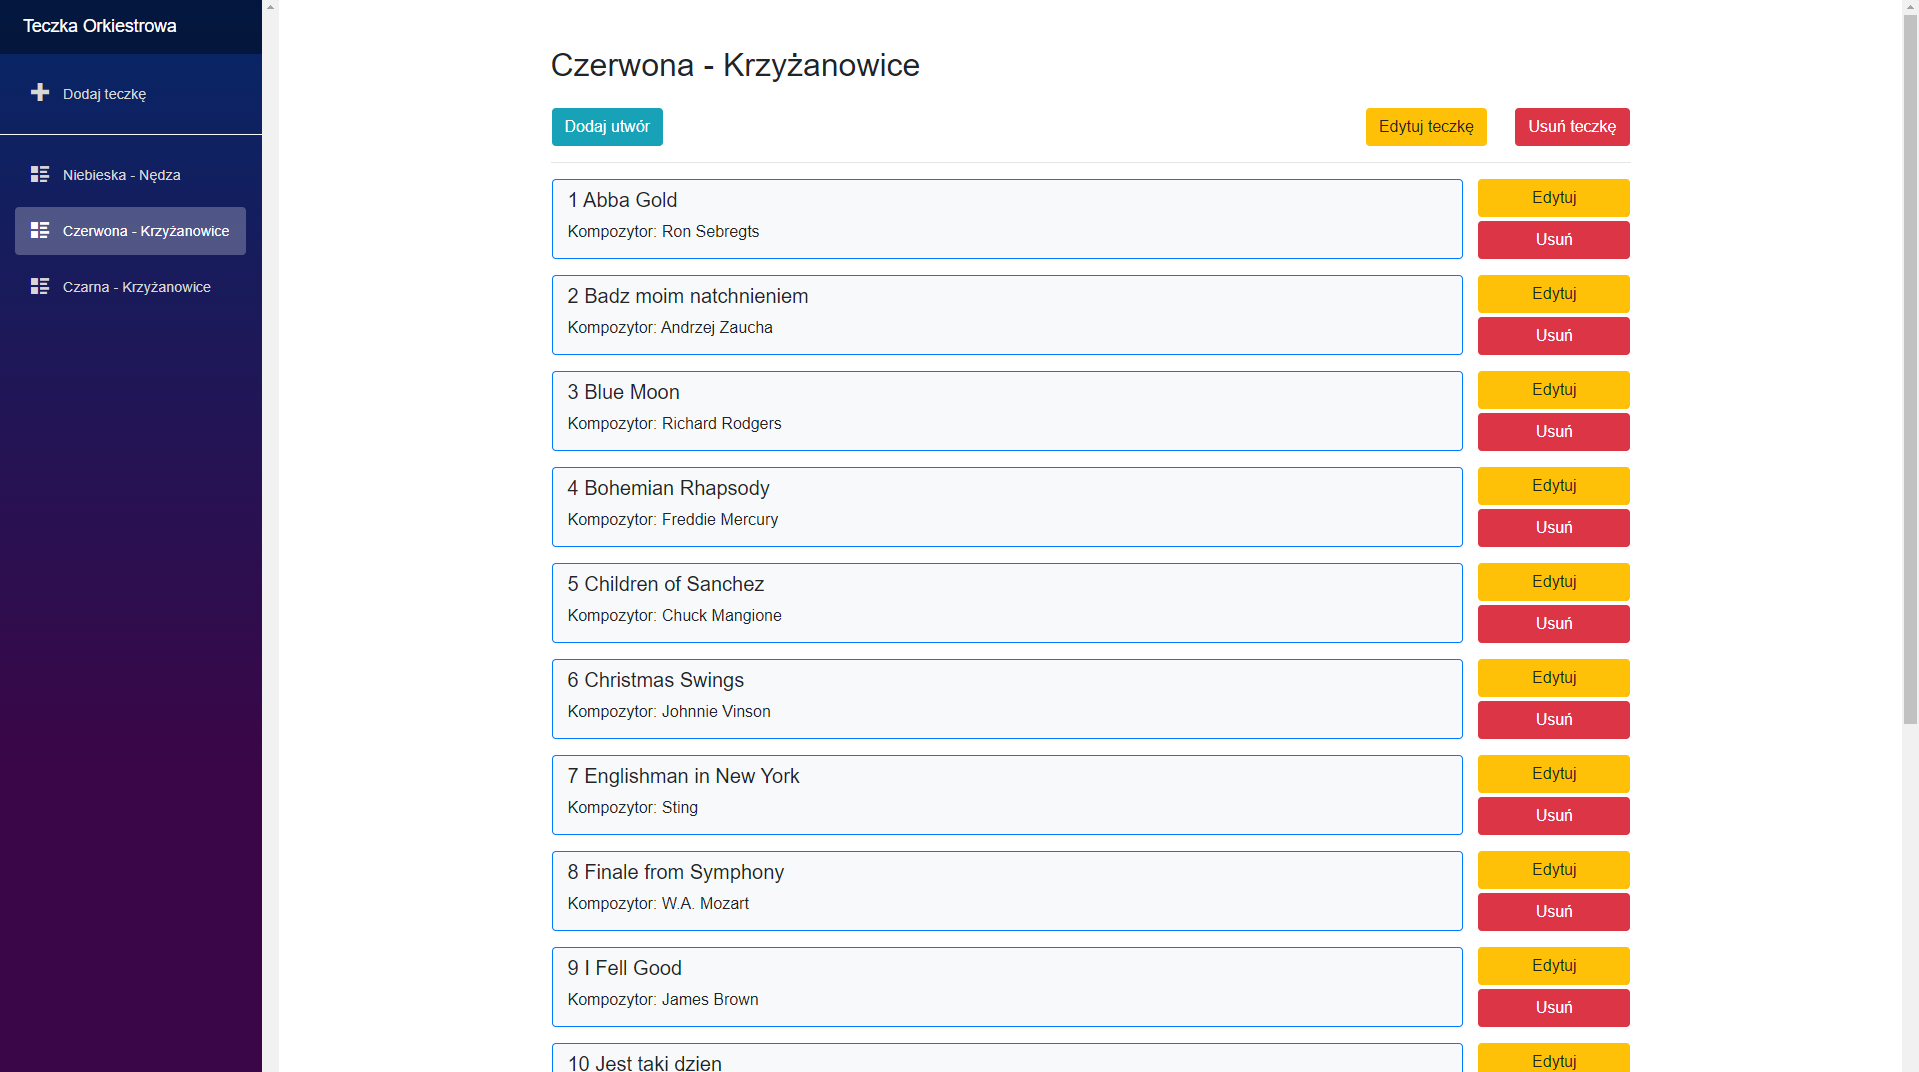 Teczka Orkiestrowa
Dodaj teczkę
Niebieska - Nędza
Czerwona - Krzyżanowice
Czarna - Krzyżanowice
Czerwona - Krzyżanowice
Dodaj utwór
Edytuj teczkę
Usuń teczkę
1 Abba Gold
Kompozytor: Ron Sebregts
Edytuj
Usuń
2 Badz moim natchnieniem
Kompozytor: Andrzej Zaucha
Edytuj
Usuń
3 Blue Moon
Kompozytor: Richard Rodgers
Edytuj
Usuń
4 Bohemian Rhapsody
Kompozytor: Freddie Mercury
Edytuj
Usuń
5 Children of Sanchez
Kompozytor: Chuck Mangione
Edytuj
Usuń
6 Christmas Swings
Kompozytor: Johnnie Vinson
Edytuj
Usuń
7 Englishman in New York
Kompozytor: Sting
Edytuj
Usuń
8 Finale from Symphony
Kompozytor: W.A. Mozart
Edytuj
Usuń
9 I Fell Good
Kompozytor: James Brown
Edytuj
Usuń
10 Jest taki dzien
Edytuj